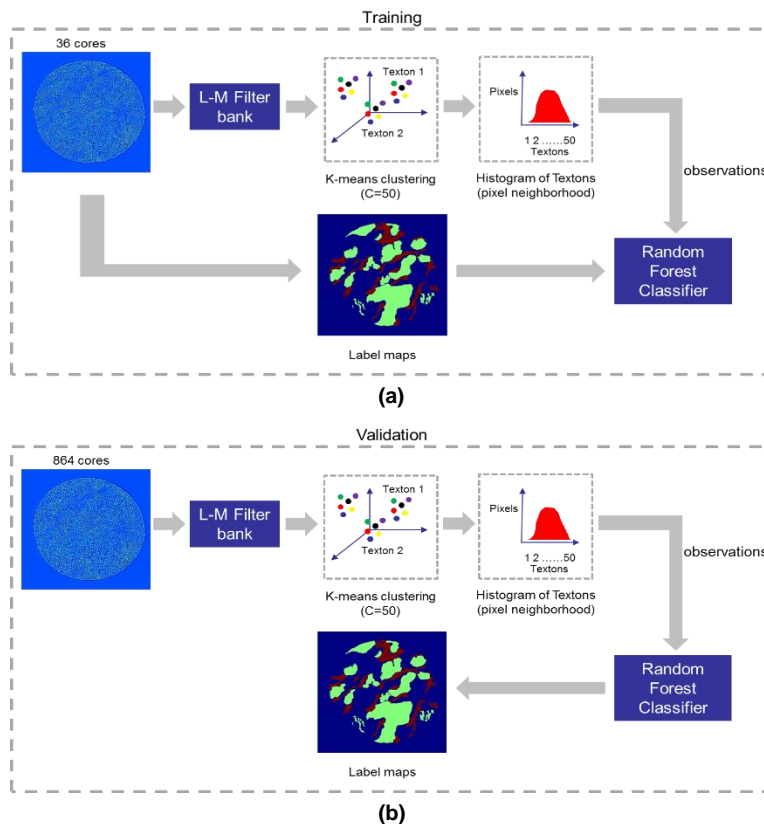 Training
36 cores
L-M Filter
bank
Texton 1
Texton 2
K-means clustering
(C=50)
Pixels
1 2 ......50
Textons
Histogram of Textons
(pixel neighborhood)
observations
Random
Forest
Classifier
Label maps
(a)
Validation
864 cores
L-M Filter
bank
Texton 1
Texton 2
K-means clustering
(C=50)
Pixels
1 2 ......50
Textons
Histogram of Textons
(pixel neighborhood)
observations
Random
Forest
Classifier
Label maps
(b)